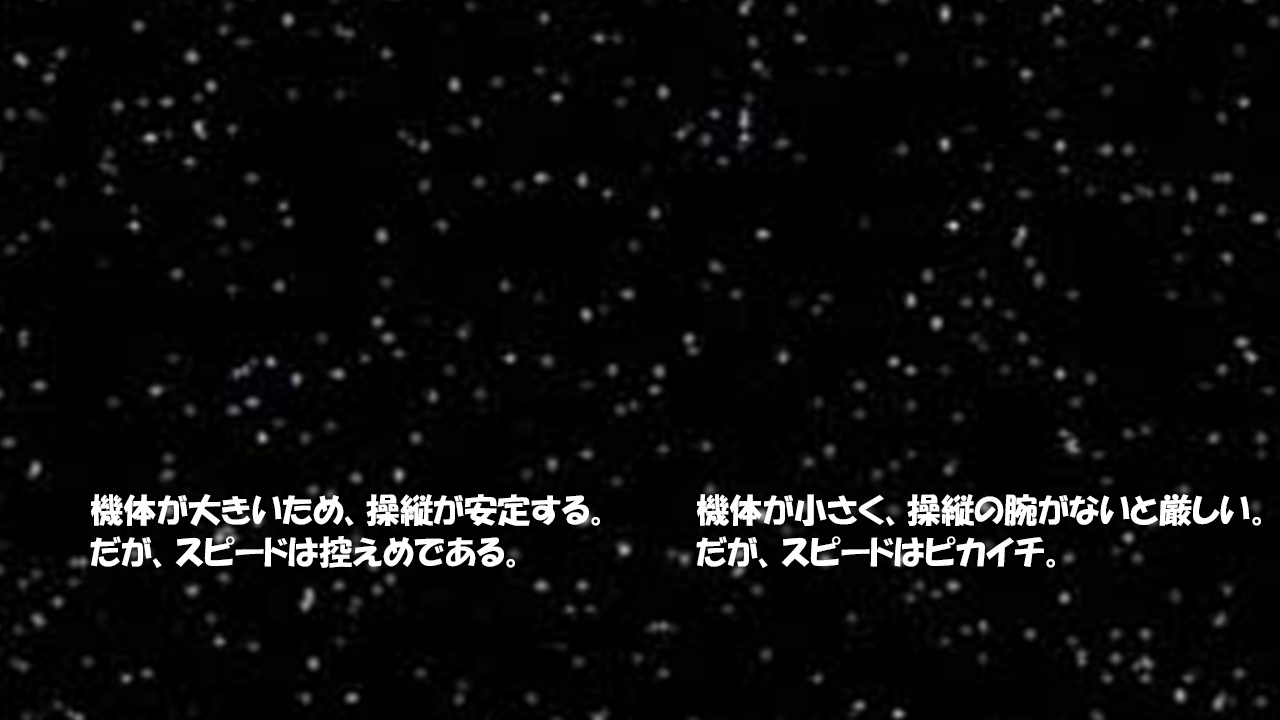 機体が大きいため、操縦が安定する。
だが、スピードは控えめである。
機体が小さく、操縦の腕がないと厳しい。
だが、スピードはピカイチ。